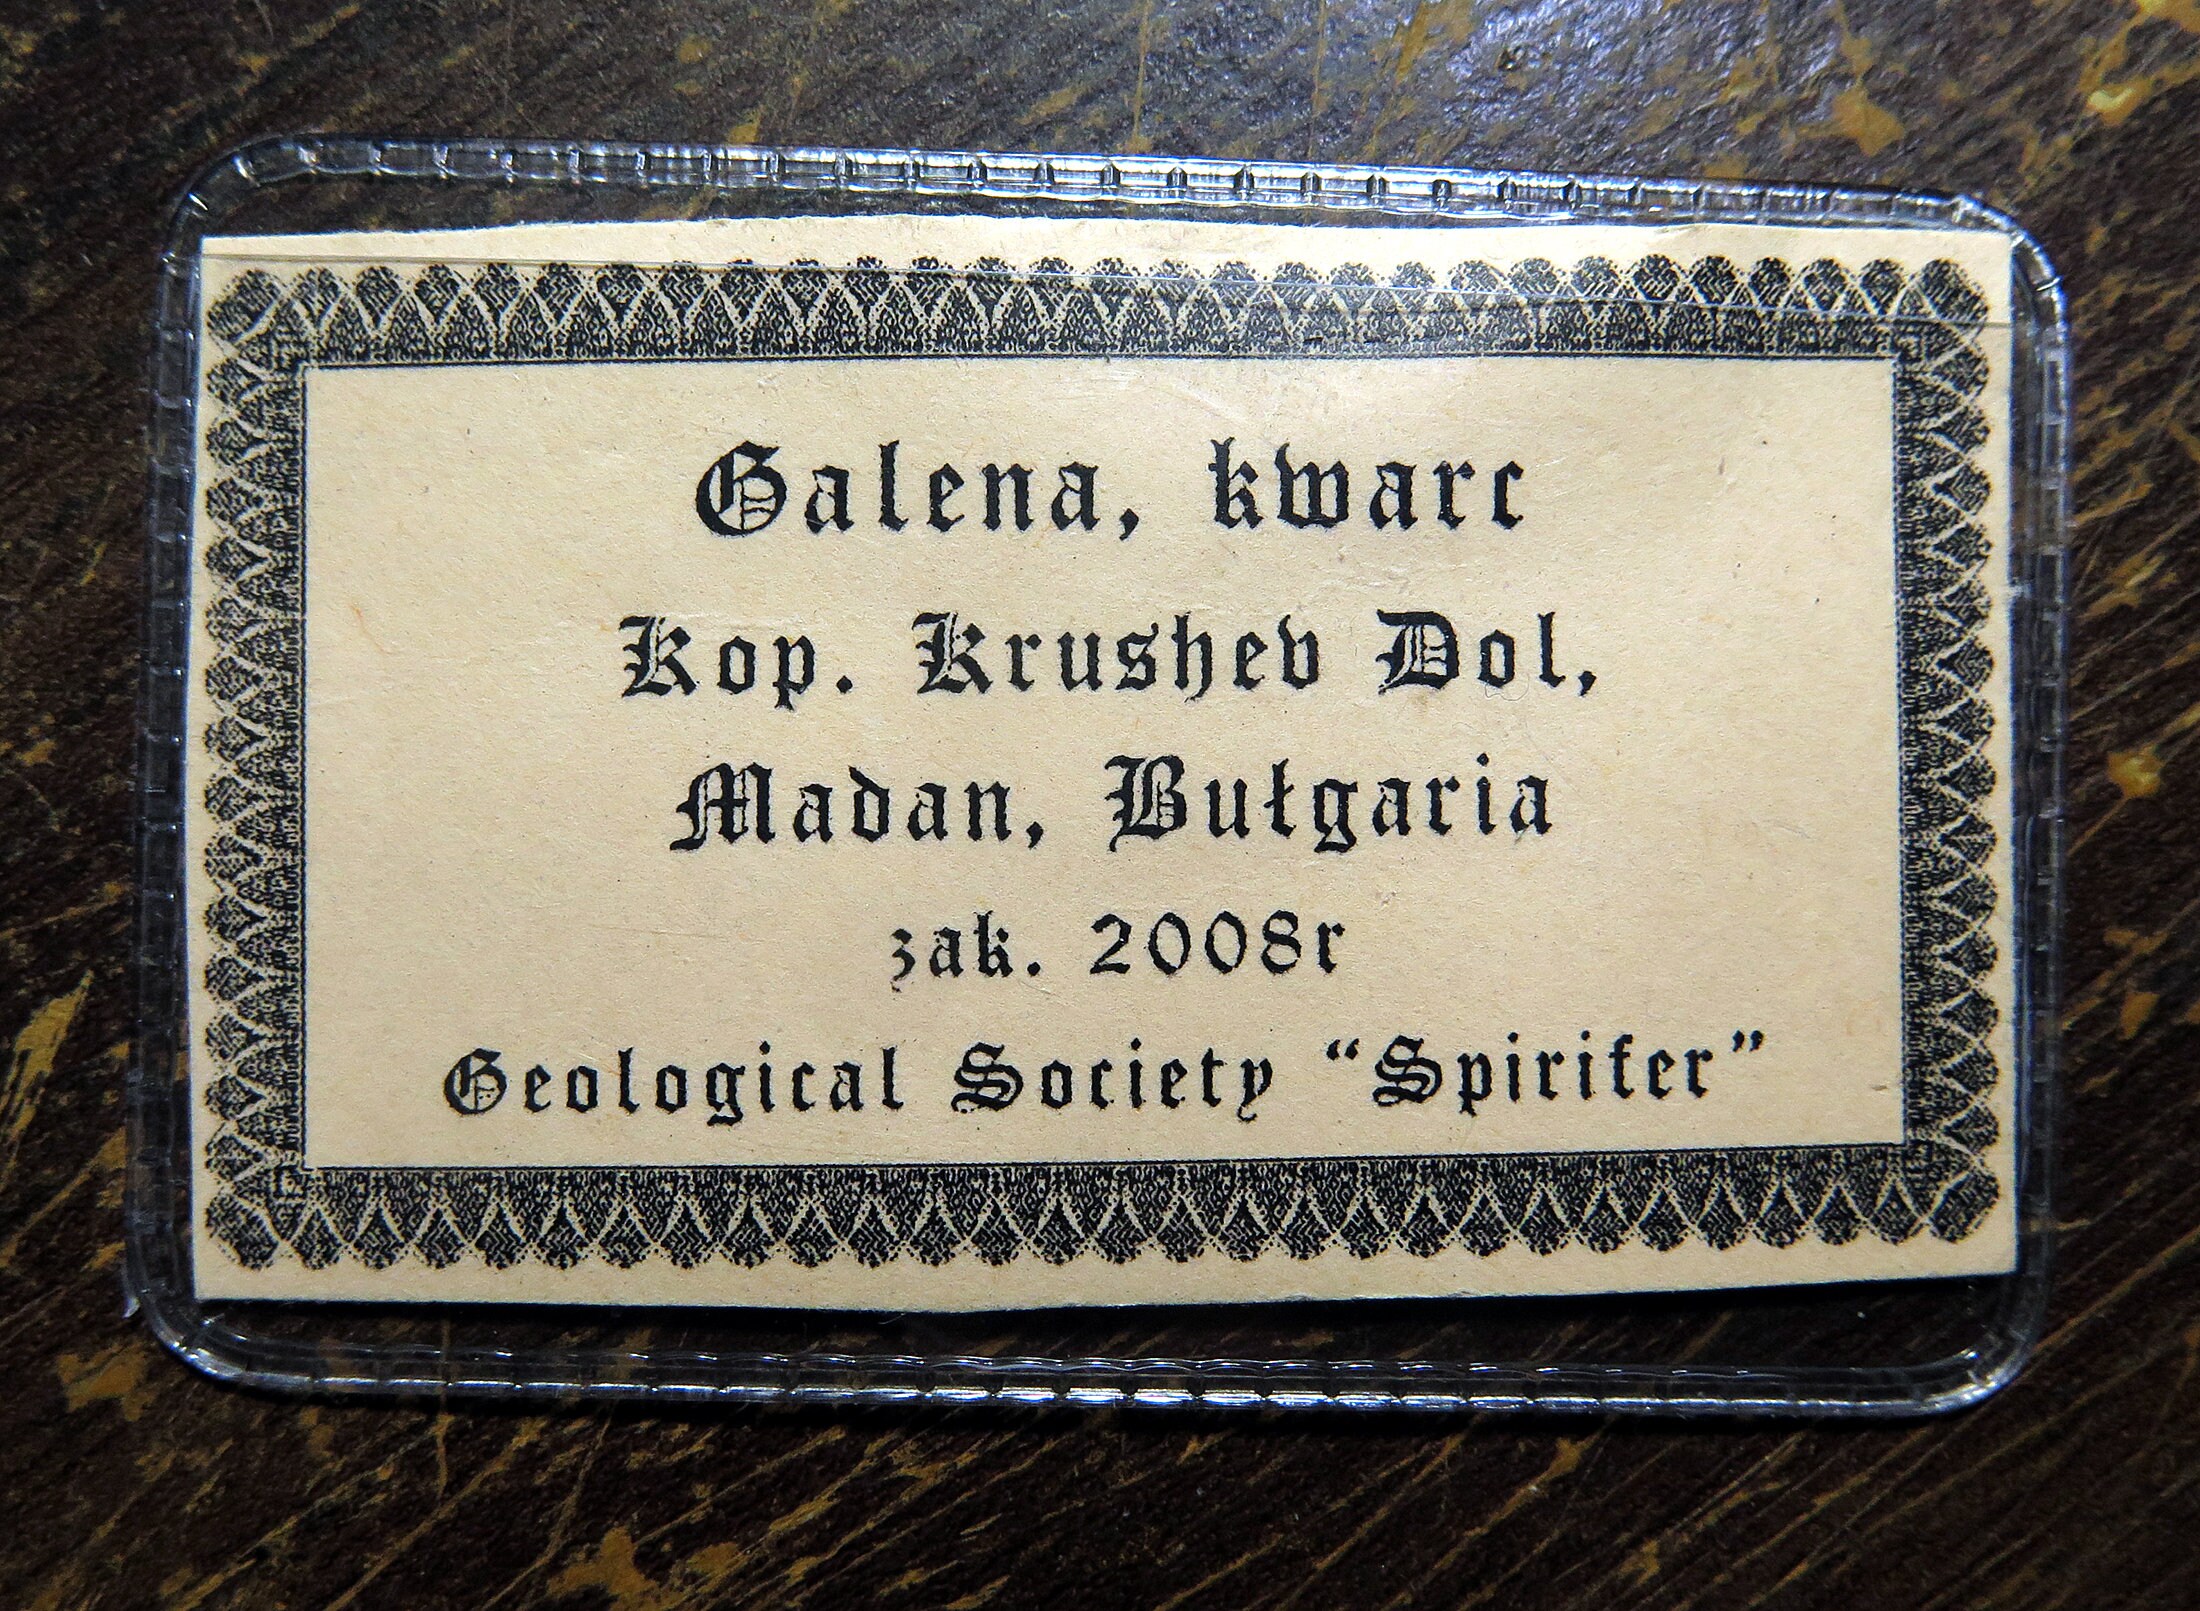 Galena, kwarc
Kop. Krushev Dol,
Madan, Bułgaria
zak. 2008r
Geological Society “Spirifer”